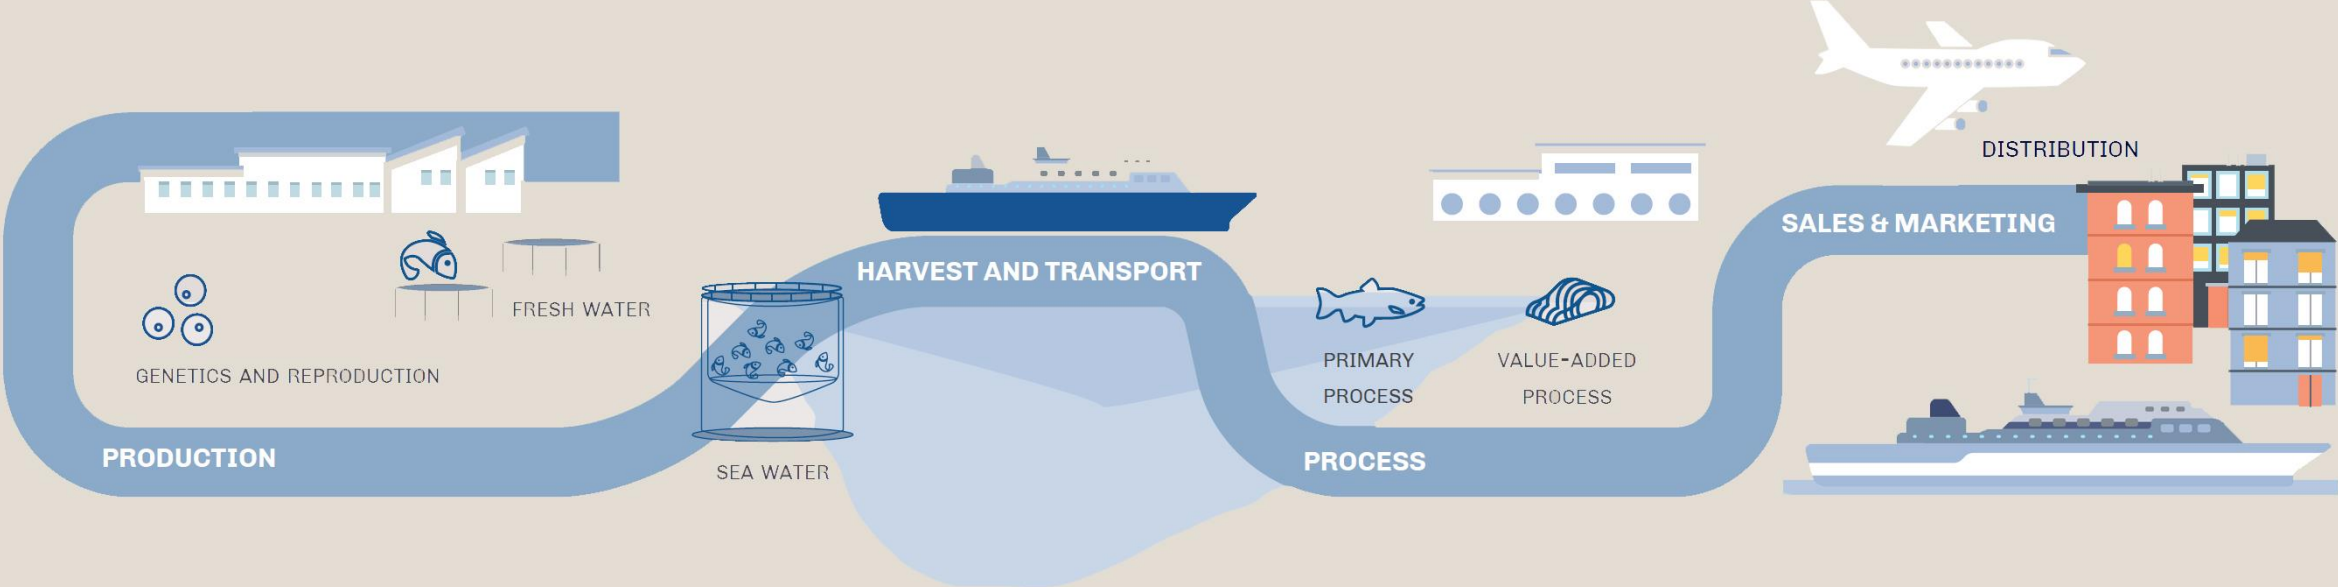 GENETICS AND REPRODUCTION
FRESH WATER
PRODUCTION
SEA WATER
HARVEST AND TRANSPORT
PRIMARY
PROCESS
VALUE-ADDED
PROCESS
PROCESS
SALES & MARKETING
DISTRIBUTION